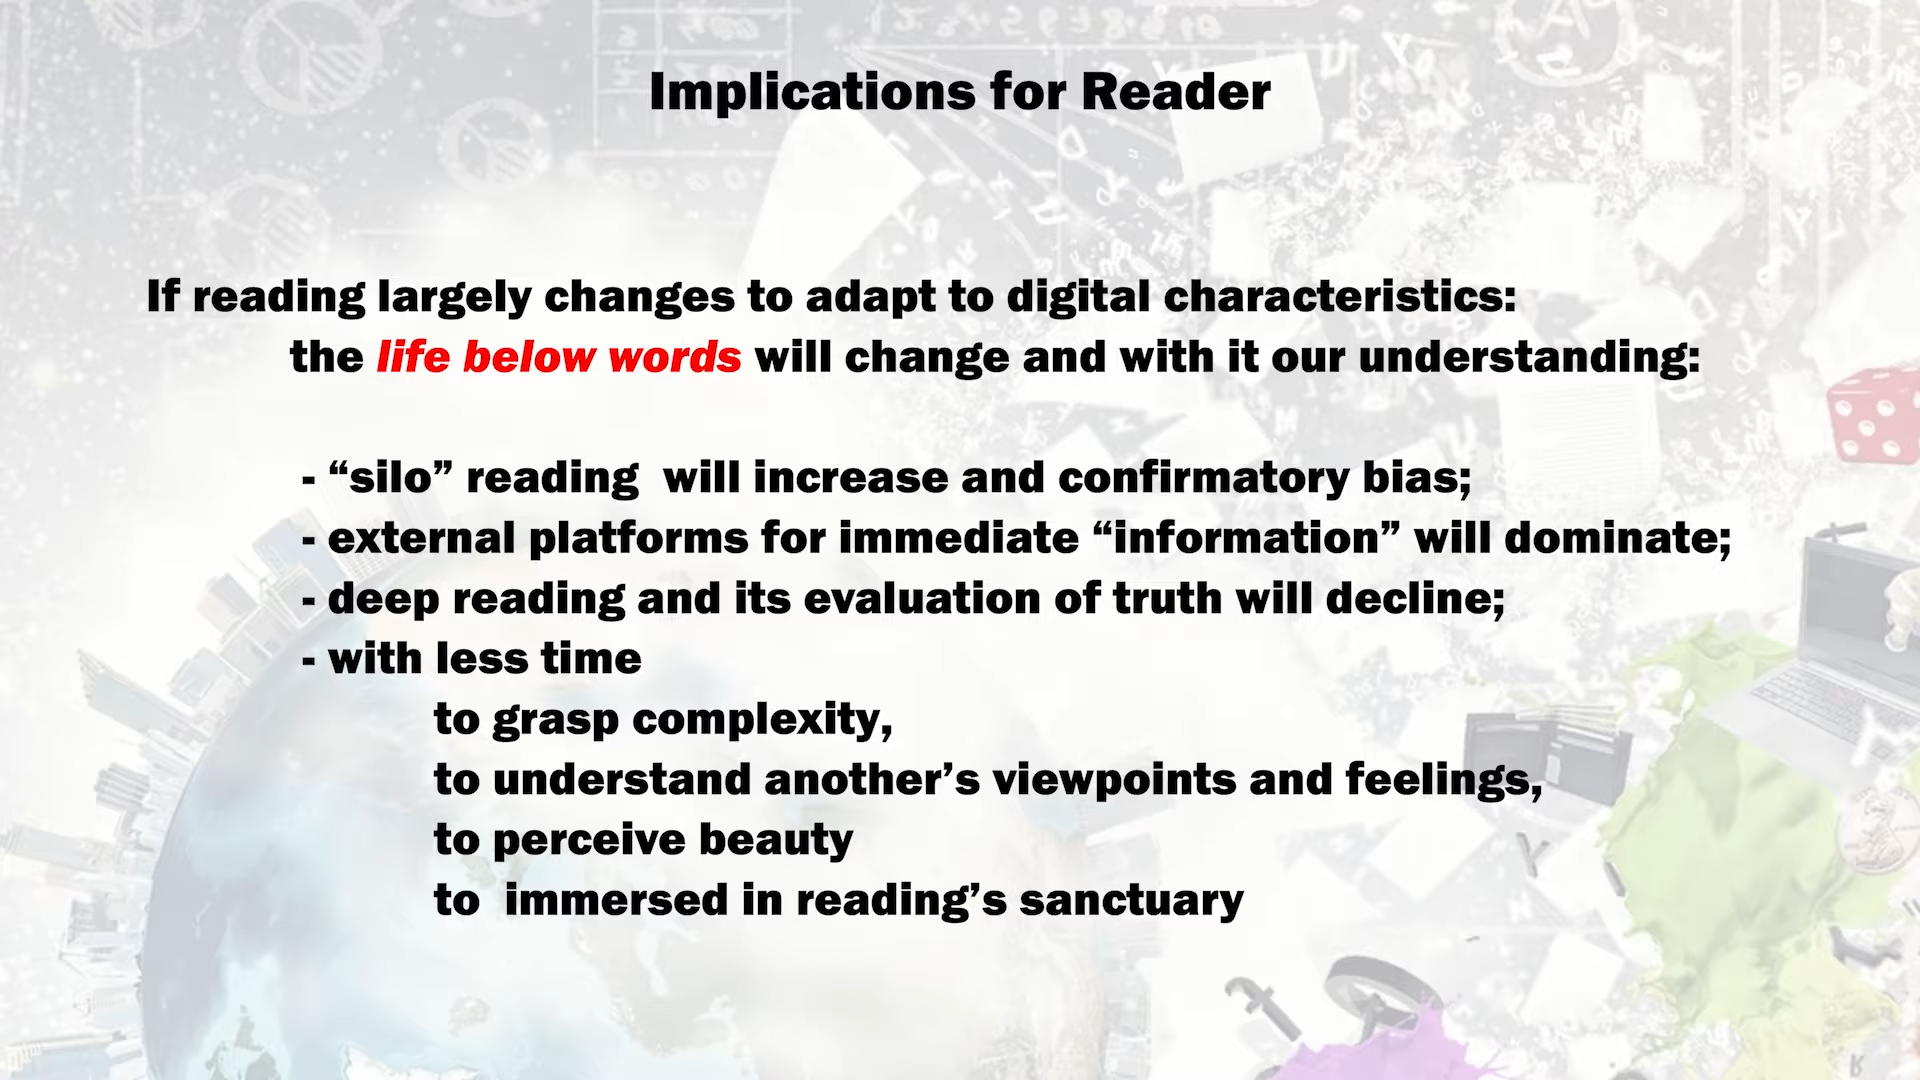 Implications for Reader
If reading largely changes to adapt to digital characteristics:
the life below words will change and with it our understanding:
- “silo” reading  will increase and confirmatory bias;
- external platforms for immediate “information” will dominate;
- deep reading and its evaluation of truth will decline;
- with less time
to grasp complexity,
to understand another’s viewpoints and feelings,
to perceive beauty
to  immersed in reading’s sanctuary